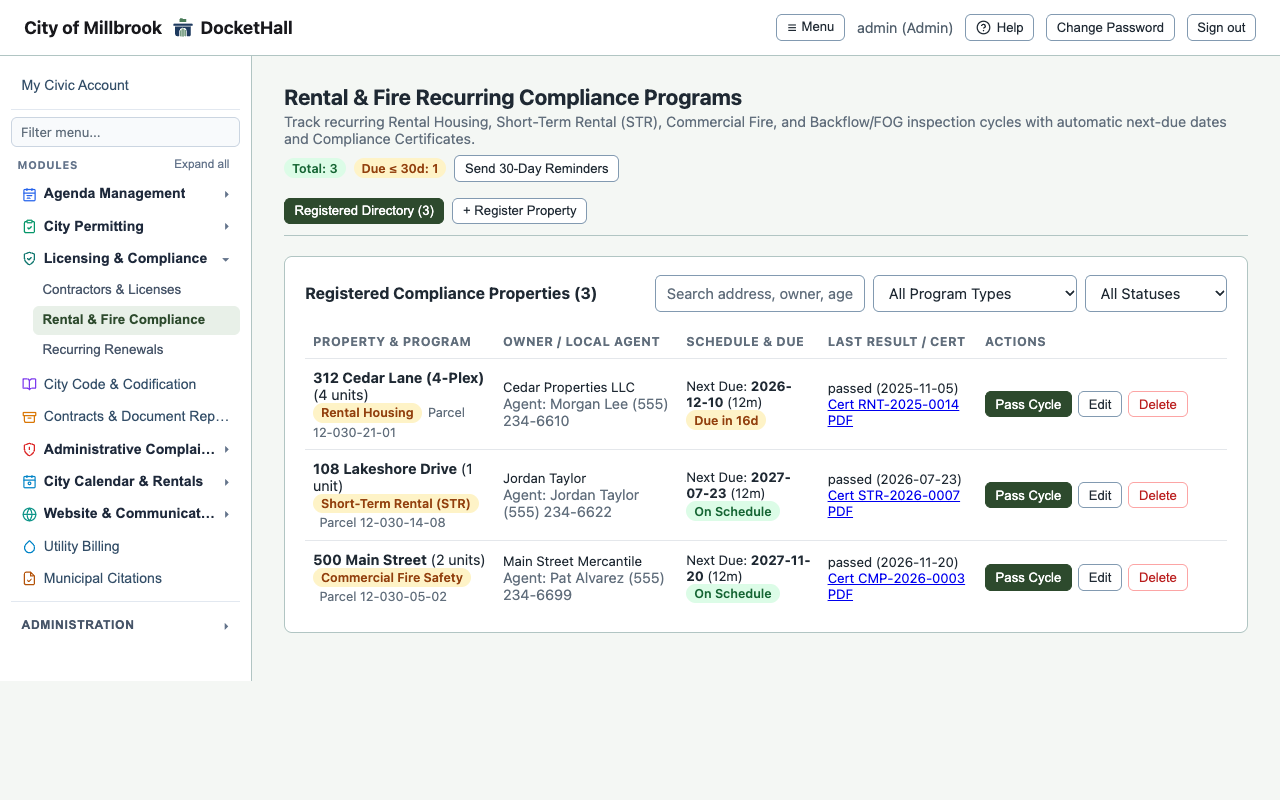 City of Millbrook DocketHall
≡ Menu
admin (Admin)
Help
Change Password
Sign out
My Civic Account
Filter menu...
MODULES
Expand all
Agenda Management
City Permitting
Licensing & Compliance
Contractors & Licenses
Rental & Fire Compliance
Recurring Renewals
City Code & Codification
Contracts & Document Rep…
Administrative Complai…
City Calendar & Rentals
Website & Communicat…
Utility Billing
Municipal Citations
ADMINISTRATION
Rental & Fire Recurring Compliance Programs
Track recurring Rental Housing, Short-Term Rental (STR), Commercial Fire, and Backflow/FOG inspection cycles with automatic next-due dates
and Compliance Certificates.
Total: 3
Due ≤ 30d: 1
Send 30-Day Reminders
Registered Directory (3)
+ Register Property
Registered Compliance Properties (3)
Search address, owner, age
All Program Types
All Statuses
PROPERTY & PROGRAM
OWNER / LOCAL AGENT
SCHEDULE & DUE
LAST RESULT / CERT
ACTIONS
312 Cedar Lane (4-Plex)
(4 units)
Rental Housing Parcel
12-030-21-01
Cedar Properties LLC
Agent: Morgan Lee (555)
234-6610
Next Due: 2026-
12-10 (12m)
Due in 16d
passed (2025-11-05)
Cert RNT-2025-0014
PDF
Pass Cycle
Edit
Delete
108 Lakeshore Drive (1
unit)
Short-Term Rental (STR)
Parcel 12-030-14-08
Jordan Taylor
Agent: Jordan Taylor
(555) 234-6622
Next Due: 2027-
07-23 (12m)
On Schedule
passed (2026-07-23)
Cert STR-2026-0007
PDF
Pass Cycle
Edit
Delete
500 Main Street (2 units)
Commercial Fire Safety
Parcel 12-030-05-02
Main Street Mercantile
Agent: Pat Alvarez (555)
234-6699
Next Due: 2027-11-
20 (12m)
On Schedule
passed (2026-11-20)
Cert CMP-2026-0003
PDF
Pass Cycle
Edit
Delete